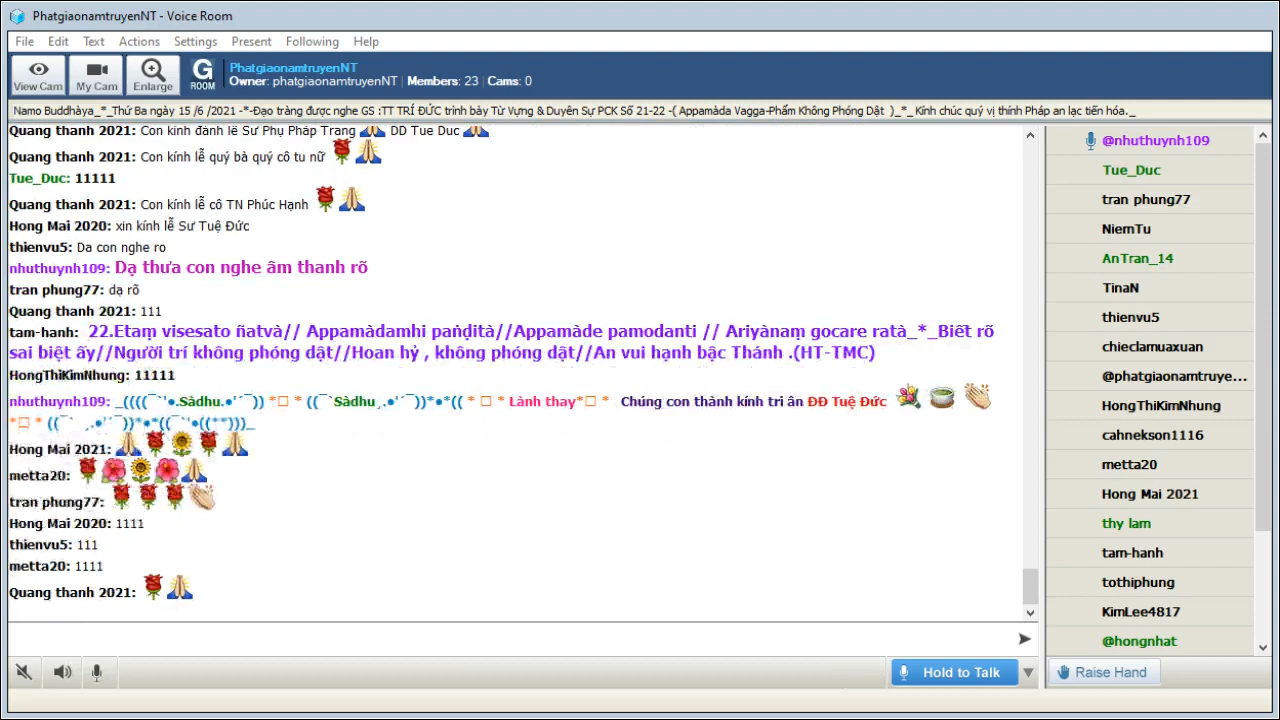 PhatgiaonamtruyenNT - Voice Room
File Edit Text Actions Settings Present Following Help
View Cam My Cam Enlarge G ROOM
PhatgiaonamtruyenNT
Owner: phatgiaonamtruyenNT Members: 23 Cams: 0
Namo Buddhàya_*_Thứ Ba ngày 15 /6 /2021 -*-Đạo tràng được nghe GS :TT TRÍ ĐỨC trình bày Từ Vựng & Duyên Sự PCK Số 21-22 -( Appamàda Vagga-Phẩm Không Phóng Dật )_*_ Kính chúc quý vị thính Pháp an lạc tiến hóa._
Quang thanh 2021: Con kinh đảnh lễ Sư Phụ Pháp Trang DD Tue Duc
Quang thanh 2021: Con kính lễ quý bà quý cô tu nữ
Tue_Duc: 11111
Quang thanh 2021: Con kính lễ cô TN Phúc Hạnh
Hong Mai 2020: xin kính lễ Sư Tuệ Đức
thienvu5: Da con nghe ro
nhuthuynh109: Dạ thưa con nghe âm thanh rõ
tran phung77: dạ rõ
Quang thanh 2021: 111
tam-hanh: 22.Etaṃ visesato ñatvà// Appamàdamhi paṅḍità//Appamàde pamodanti // Ariyànaṃ gocare ratà_*_Biết rõ
sai biệt ấy//Người trí không phóng dật//Hoan hỷ , không phóng dật//An vui hạnh bậc Thánh .(HT-TMC)
HongThiKimNhung: 11111
nhuthuynh109: _((((¯`'•.Sàdhu.•'´¯)) *□ * ((¯`Sàdhu¸.•'´¯))*•*(( * □ * Lành thay*□ * Chúng con thành kính tri ân ĐĐ Tuệ Đức
*□ * ((¯` ¸.•'´¯))*•*((¯`'•((**)))_
Hong Mai 2021:
metta20:
tran phung77:
Hong Mai 2020: 1111
thienvu5: 111
metta20: 1111
Quang thanh 2021:
@nhuthuynh109
Tue_Duc
tran phung77
NiemTu
AnTran_14
TinaN
thienvu5
chieclamuaxuan
@phatgiaonamtruye...
HongThiKimNhung
cahnekson1116
metta20
Hong Mai 2021
thy lam
tam-hanh
tothiphung
KimLee4817
@hongnhat
Hold to Talk Raise Hand